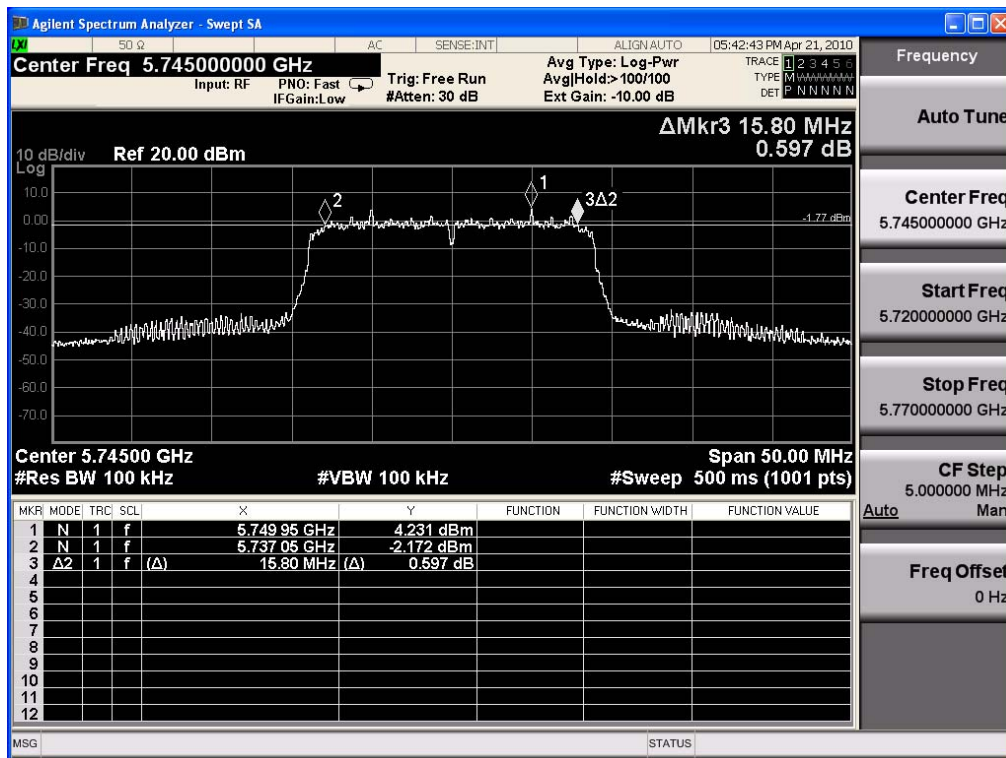 Agilent Spectrum Analyzer - Swept SA
LXI 50 Ω AC SENSE:INT ALIGN AUTO 05:42:43 PM Apr 21, 2010
Center Freq 5.745000000 GHz
Input: RF PNO: Fast IFGain:Low
Trig: Free Run #Atten: 30 dB
Avg Type: Log-Pwr
Avg|Hold:>100/100
Ext Gain: -10.00 dB
TRACE 1 2 3 4 5 6
TYPE M
DET P N N N N N
ΔMkr3 15.80 MHz
0.597 dB
10 dB/div Ref 20.00 dBm
Log
10.0
0.00
-10.0
-20.0
-30.0
-40.0
-50.0
-60.0
-70.0
2
1
3Δ2
-1.77 dBm
Center 5.74500 GHz Span 50.00 MHz
#Res BW 100 kHz #VBW 100 kHz #Sweep 500 ms (1001 pts)
MKR MODE TRC SCL X Y FUNCTION FUNCTION WIDTH FUNCTION VALUE
1 N 1 f 5.749 95 GHz 4.231 dBm
2 N 1 f 5.737 05 GHz -2.172 dBm
3 Δ2 1 f (Δ) 15.80 MHz (Δ) 0.597 dB
4
5
6
7
8
9
10
11
12
MSG STATUS
Frequency
Auto Tune
Center Freq
5.745000000 GHz
Start Freq
5.720000000 GHz
Stop Freq
5.770000000 GHz
CF Step
5.000000 MHz
Auto Man
Freq Offset
0 Hz